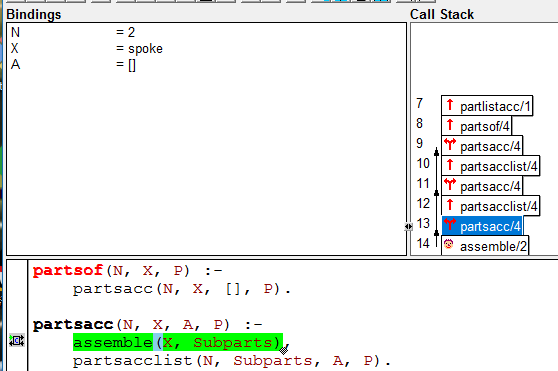 Bindings
N = 2
X = spoke
A = []
Call Stack
7 partlistacc/1
8 partsof/4
9 partsacc/4
10 partsacclist/4
11 partsacc/4
12 partsacclist/4
13 partsacc/4
14 assemble/2
partsof(N, X, P) :-
partsacc(N, X, [], P).
partsacc(N, X, A, P) :-
assemble(X, Subparts),
partsacclist(N, Subparts, A, P).